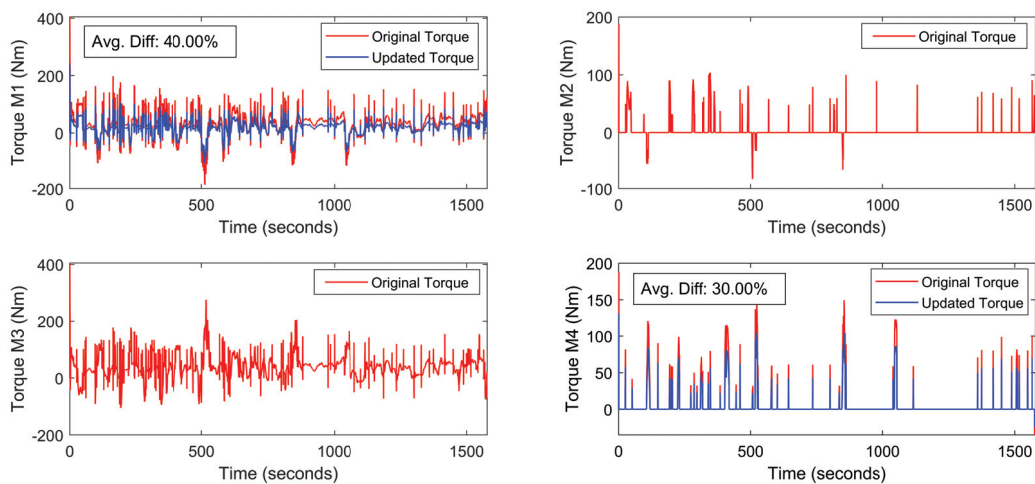 Avg. Diff: 40.00%
Original Torque
Updated Torque
Torque M1 (Nm)
400
200
0
-200
0
500
1000
1500
Time (seconds)
Original Torque
Torque M2 (Nm)
200
100
0
-100
0
500
1000
1500
Time (seconds)
Original Torque
Torque M3 (Nm)
400
200
0
-200
0
500
1000
1500
Time (seconds)
Avg. Diff: 30.00%
Original Torque
Updated Torque
Torque M4 (Nm)
200
150
100
50
0
0
500
1000
1500
Time (seconds)